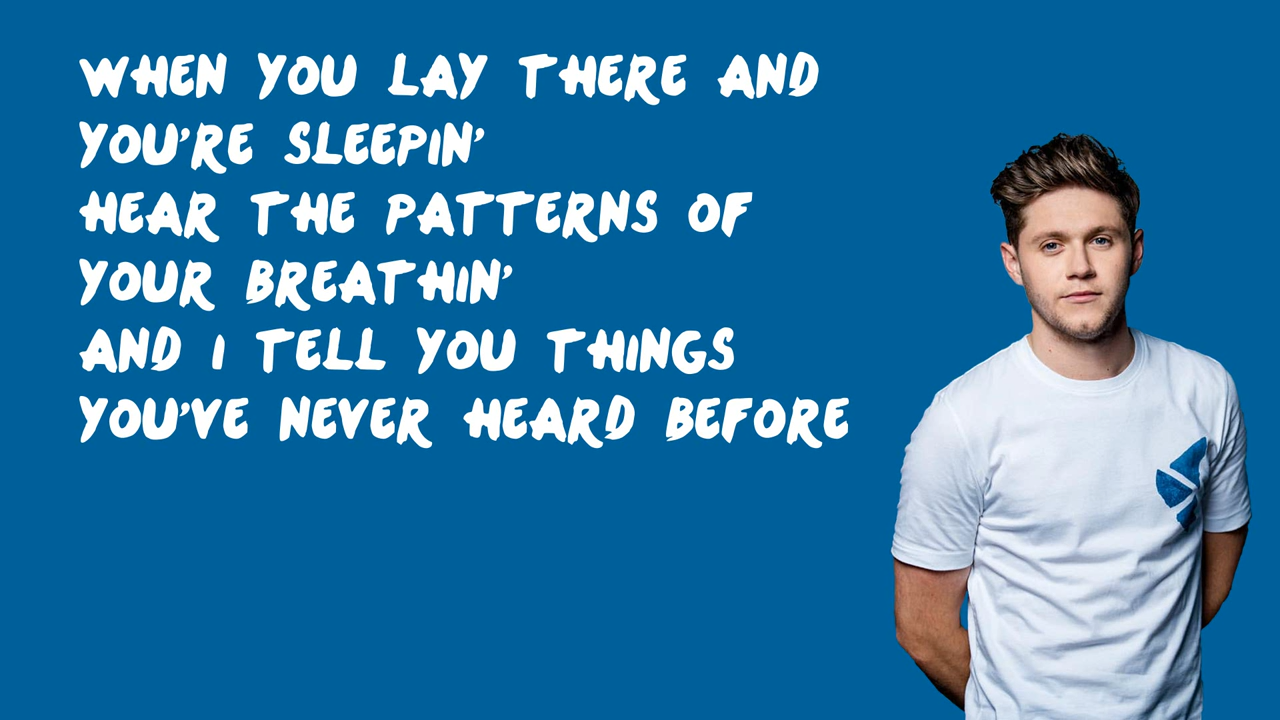 WHEN YOU LAY THERE AND
YOU'RE SLEEPIN'
HEAR THE PATTERNS OF
YOUR BREATHIN'
AND I TELL YOU THINGS
YOU'VE NEVER HEARD BEFORE